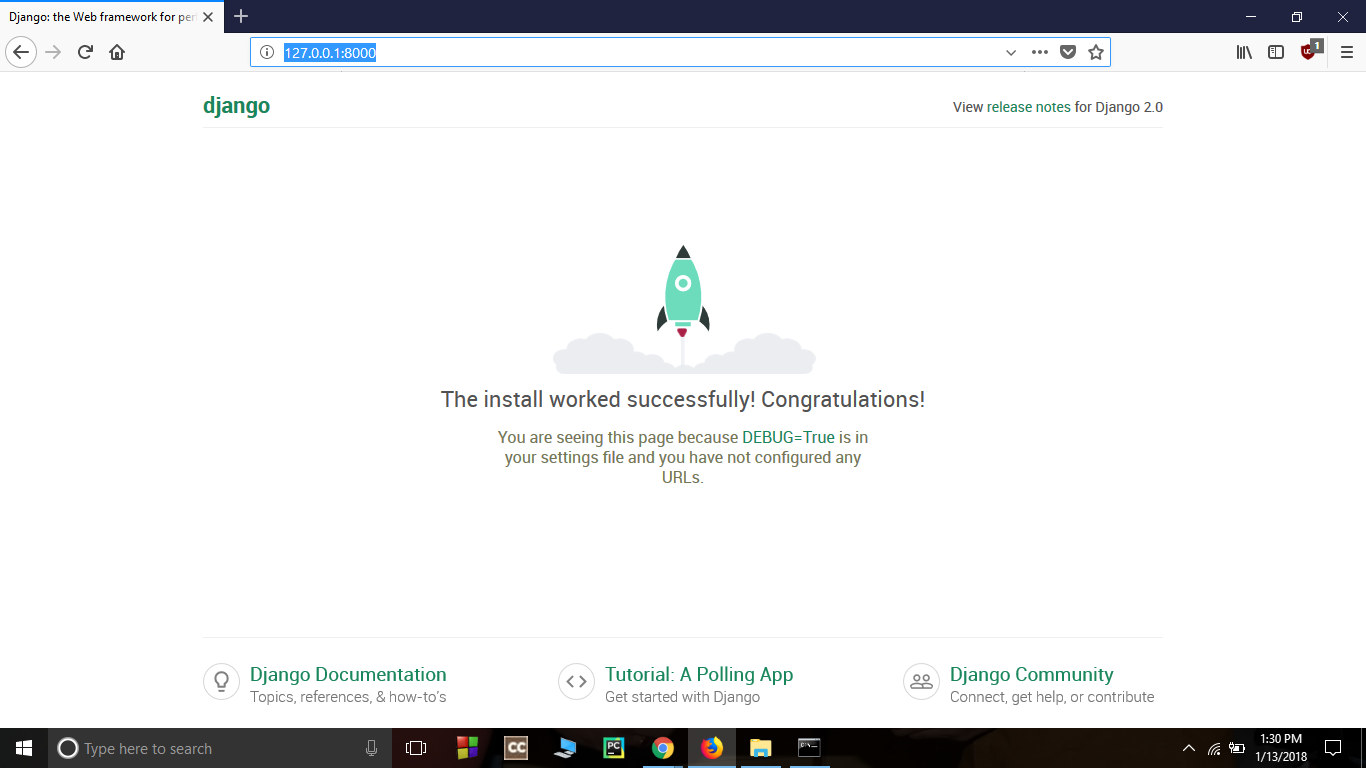 Django: the Web framework for per
127.0.0.1:8000
1
django
View release notes for Django 2.0
The install worked successfully! Congratulations!
You are seeing this page because DEBUG=True is in
your settings file and you have not configured any
URLs.
Django Documentation
Topics, references, & how-to's
Tutorial: A Polling App
Get started with Django
Django Community
Connect, get help, or contribute
Type here to search
CC
PC
1:30 PM
1/13/2018